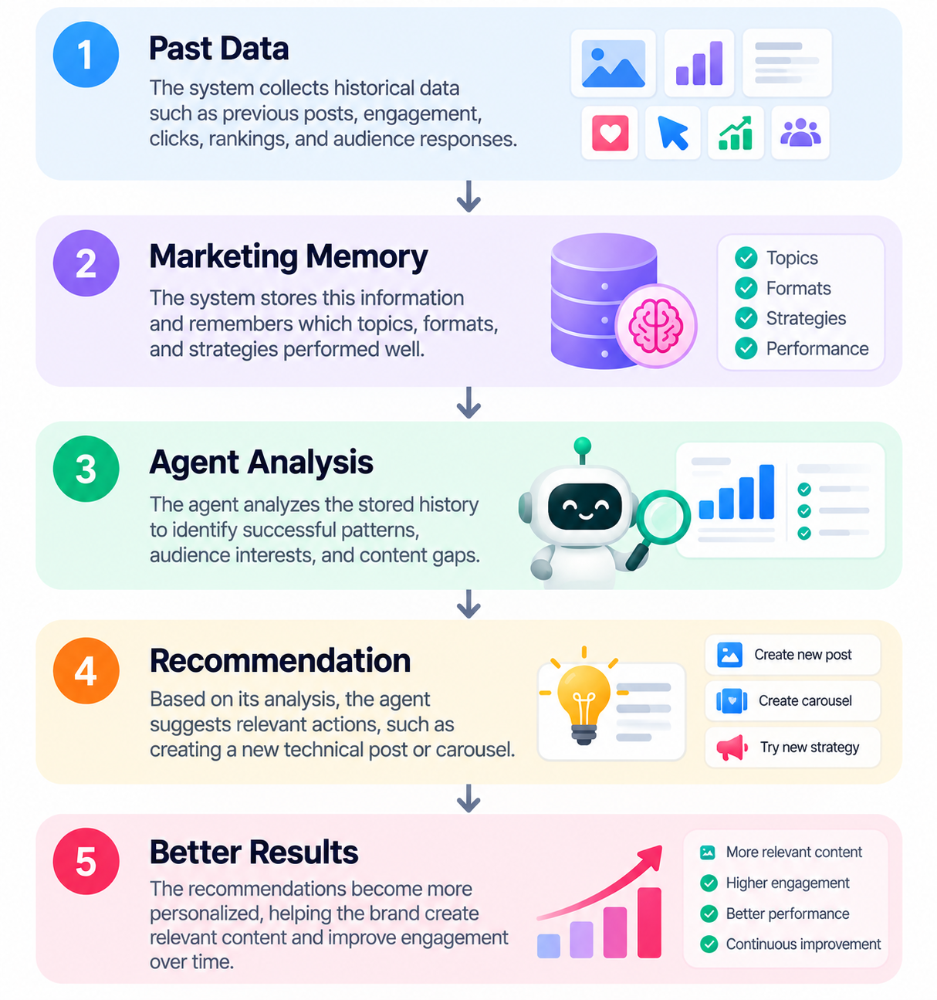 1
Past Data
The system collects historical data
such as previous posts, engagement,
clicks, rankings, and audience responses.
2
Marketing Memory
The system stores this information
and remembers which topics, formats,
and strategies performed well.
Topics
Formats
Strategies
Performance
3
Agent Analysis
The agent analyzes the stored history
to identify successful patterns,
audience interests, and content gaps.
4
Recommendation
Based on its analysis, the agent
suggests relevant actions, such as
creating a new technical post or carousel.
Create new post
Create carousel
Try new strategy
5
Better Results
The recommendations become more
personalized, helping the brand create
relevant content and improve engagement
over time.
More relevant content
Higher engagement
Better performance
Continuous improvement